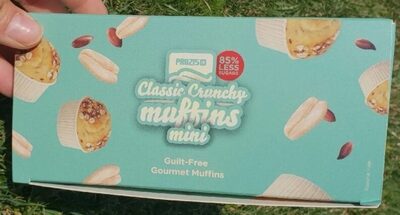 PROZIS
85%
LESS
SUGARS
Classic Crunchy
muffins
mini
Guilt-Free
Gourmet Muffins